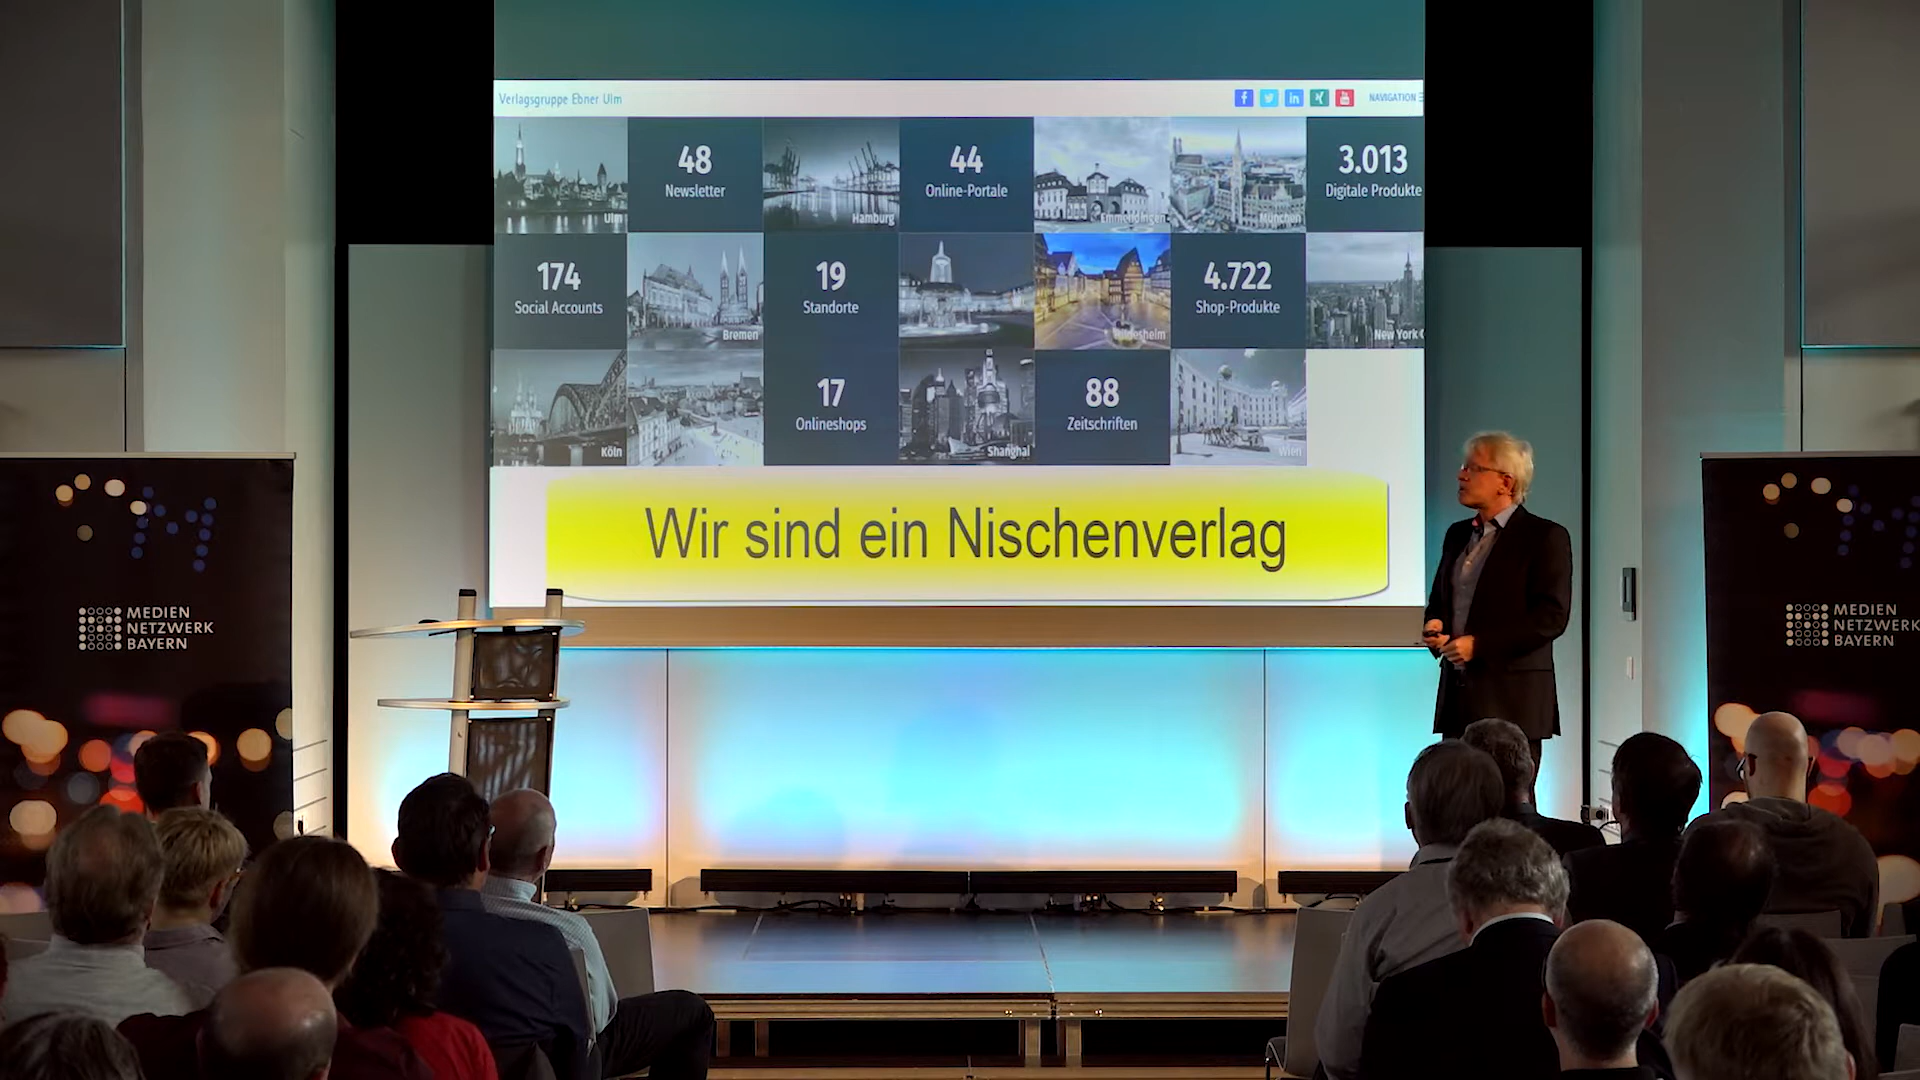 Verlagsgruppe Ebner Ulm
NAVIGATION
Ulm
48
Newsletter
Hamburg
44
Online-Portale
Emmendingen
München
3.013
Digitale Produkte
174
Social Accounts
Bremen
19
Standorte
Hildesheim
4.722
Shop-Produkte
New York
Köln
17
Onlineshops
Shanghai
88
Zeitschriften
Wien
Wir sind ein Nischenverlag
MEDIEN
NETZWERK
BAYERN
MEDIEN
NETZWERK
BAYERN